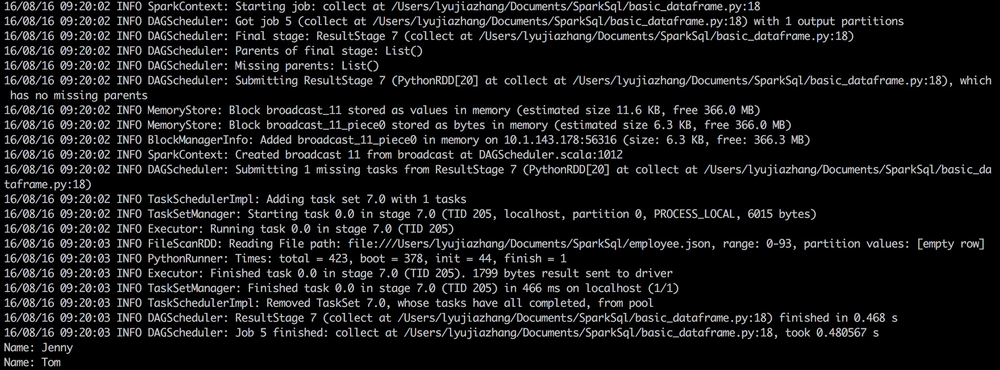 16/08/16 09:20:02 INFO SparkContext: Starting job: collect at /Users/lyujiazhang/Documents/SparkSql/basic_dataframe.py:18
16/08/16 09:20:02 INFO DAGScheduler: Got job 5 (collect at /Users/lyujiazhang/Documents/SparkSql/basic_dataframe.py:18) with 1 output partitions
16/08/16 09:20:02 INFO DAGScheduler: Final stage: ResultStage 7 (collect at /Users/lyujiazhang/Documents/SparkSql/basic_dataframe.py:18)
16/08/16 09:20:02 INFO DAGScheduler: Parents of final stage: List()
16/08/16 09:20:02 INFO DAGScheduler: Missing parents: List()
16/08/16 09:20:02 INFO DAGScheduler: Submitting ResultStage 7 (PythonRDD[20] at collect at /Users/lyujiazhang/Documents/SparkSql/basic_dataframe.py:18), which
 has no missing parents
16/08/16 09:20:02 INFO MemoryStore: Block broadcast_11 stored as values in memory (estimated size 11.6 KB, free 366.0 MB)
16/08/16 09:20:02 INFO MemoryStore: Block broadcast_11_piece0 stored as bytes in memory (estimated size 6.3 KB, free 366.0 MB)
16/08/16 09:20:02 INFO BlockManagerInfo: Added broadcast_11_piece0 in memory on 10.1.143.178:56316 (size: 6.3 KB, free: 366.3 MB)
16/08/16 09:20:02 INFO SparkContext: Created broadcast 11 from broadcast at DAGScheduler.scala:1012
16/08/16 09:20:02 INFO DAGScheduler: Submitting 1 missing tasks from ResultStage 7 (PythonRDD[20] at collect at /Users/lyujiazhang/Documents/SparkSql/basic_da
taframe.py:18)
16/08/16 09:20:02 INFO TaskSchedulerImpl: Adding task set 7.0 with 1 tasks
16/08/16 09:20:02 INFO TaskSetManager: Starting task 0.0 in stage 7.0 (TID 205, localhost, partition 0, PROCESS_LOCAL, 6015 bytes)
16/08/16 09:20:02 INFO Executor: Running task 0.0 in stage 7.0 (TID 205)
16/08/16 09:20:03 INFO FileScanRDD: Reading File path: file:///Users/lyujiazhang/Documents/SparkSql/employee.json, range: 0-93, partition values: [empty row]
16/08/16 09:20:03 INFO PythonRunner: Times: total = 423, boot = 378, init = 44, finish = 1
16/08/16 09:20:03 INFO Executor: Finished task 0.0 in stage 7.0 (TID 205). 1799 bytes result sent to driver
16/08/16 09:20:03 INFO TaskSetManager: Finished task 0.0 in stage 7.0 (TID 205) in 466 ms on localhost (1/1)
16/08/16 09:20:03 INFO TaskSchedulerImpl: Removed TaskSet 7.0, whose tasks have all completed, from pool
16/08/16 09:20:03 INFO DAGScheduler: ResultStage 7 (collect at /Users/lyujiazhang/Documents/SparkSql/basic_dataframe.py:18) finished in 0.468 s
16/08/16 09:20:03 INFO DAGScheduler: Job 5 finished: collect at /Users/lyujiazhang/Documents/SparkSql/basic_dataframe.py:18, took 0.480567 s
Name: Jenny
Name: Tom